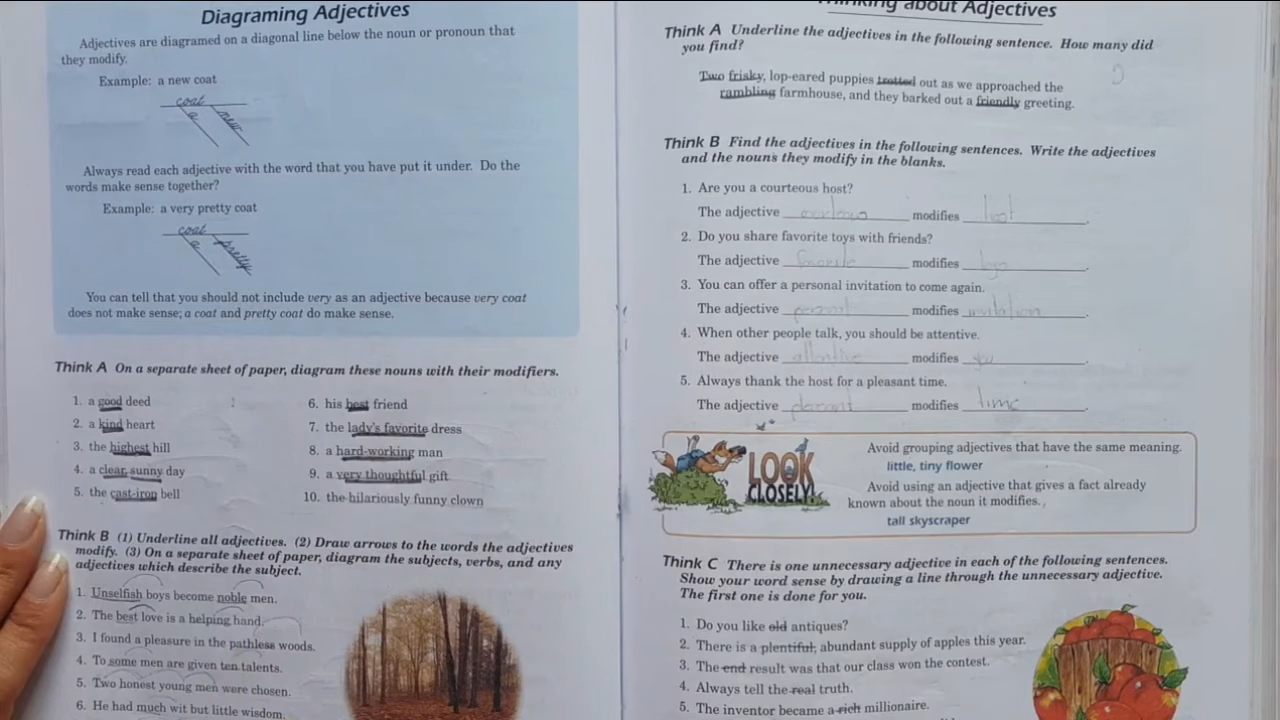 Diagraming Adjectives
Adjectives are diagramed on a diagonal line below the noun or pronoun that
they modify.
Example: a new coat
coat
a new
Always read each adjective with the word that you have put it under. Do the
words make sense together?
Example: a very pretty coat
coat
a pretty
You can tell that you should not include very as an adjective because very coat
does not make sense; a coat and pretty coat do make sense.
Think A On a separate sheet of paper, diagram these nouns with their modifiers.
1. a good deed
2. a kind heart
3. the highest hill
4. a clear, sunny day
5. the cast-iron bell
6. his best friend
7. the lady's favorite dress
8. a hard-working man
9. a very thoughtful gift
10. the hilariously funny clown
Think B (1) Underline all adjectives. (2) Draw arrows to the words the adjectives
modify. (3) On a separate sheet of paper, diagram the subjects, verbs, and any
adjectives which describe the subject.
1. Unselfish boys become noble men.
2. The best love is a helping hand.
3. I found a pleasure in the pathless woods.
4. To some men are given ten talents.
5. Two honest young men were chosen.
6. He had much wit but little wisdom.
about Adjectives
Think A Underline the adjectives in the following sentence. How many did
you find?
Two frisky, lop-eared puppies trotted out as we approached the
rambling farmhouse, and they barked out a friendly greeting.
Think B Find the adjectives in the following sentences. Write the adjectives
and the nouns they modify in the blanks.
1. Are you a courteous host?
The adjective modifies host.
2. Do you share favorite toys with friends?
The adjective favorite modifies.
3. You can offer a personal invitation to come again.
The adjective modifies invitation.
4. When other people talk, you should be attentive.
The adjective attentive modifies you.
5. Always thank the host for a pleasant time.
The adjective modifies time.
LOOK
CLOSELY!
Avoid grouping adjectives that have the same meaning.
little, tiny flower
Avoid using an adjective that gives a fact already
known about the noun it modifies.
tall skyscraper
Think C There is one unnecessary adjective in each of the following sentences.
Show your word sense by drawing a line through the unnecessary adjective.
The first one is done for you.
1. Do you like old antiques?
2. There is a plentiful, abundant supply of apples this year.
3. The end result was that our class won the contest.
4. Always tell the real truth.
5. The inventor became a rich millionaire.